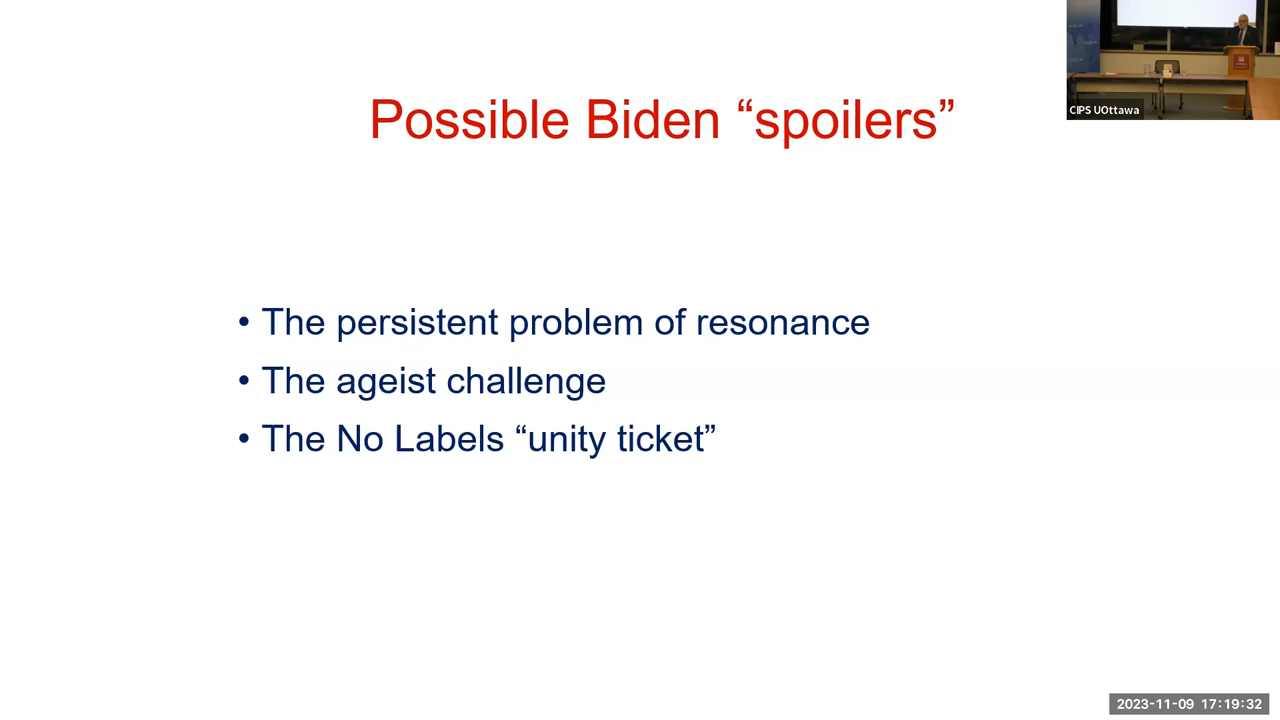 Possible Biden “spoilers”
• The persistent problem of resonance
• The ageist challenge
• The No Labels “unity ticket”
CIPS UOttawa
2023-11-09 17:19:32